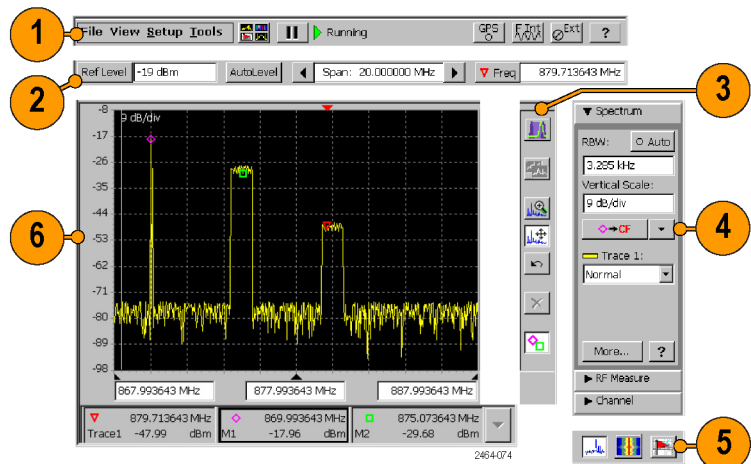 1
File View Setup Tools
Running
GPS
F Int
Ext
?
2
Ref Level -19 dBm AutoLevel Span: 20.000000 MHz Freq 879.713643 MHz
3
-8
9 dB/div
-17
-26
-35
-44
-53
-62
-71
-80
-89
-98
867.993643 MHz 877.993643 MHz 887.993643 MHz
879.713643 MHz
Trace1 -47.99 dBm
869.993643 MHz
M1 -17.96 dBm
875.073643 MHz
M2 -29.68 dBm
6
Spectrum
RBW: Auto
3.285 kHz
Vertical Scale:
9 dB/div
CF
4
Trace 1:
Normal
More... ?
RF Measure
Channel
5
2464-074